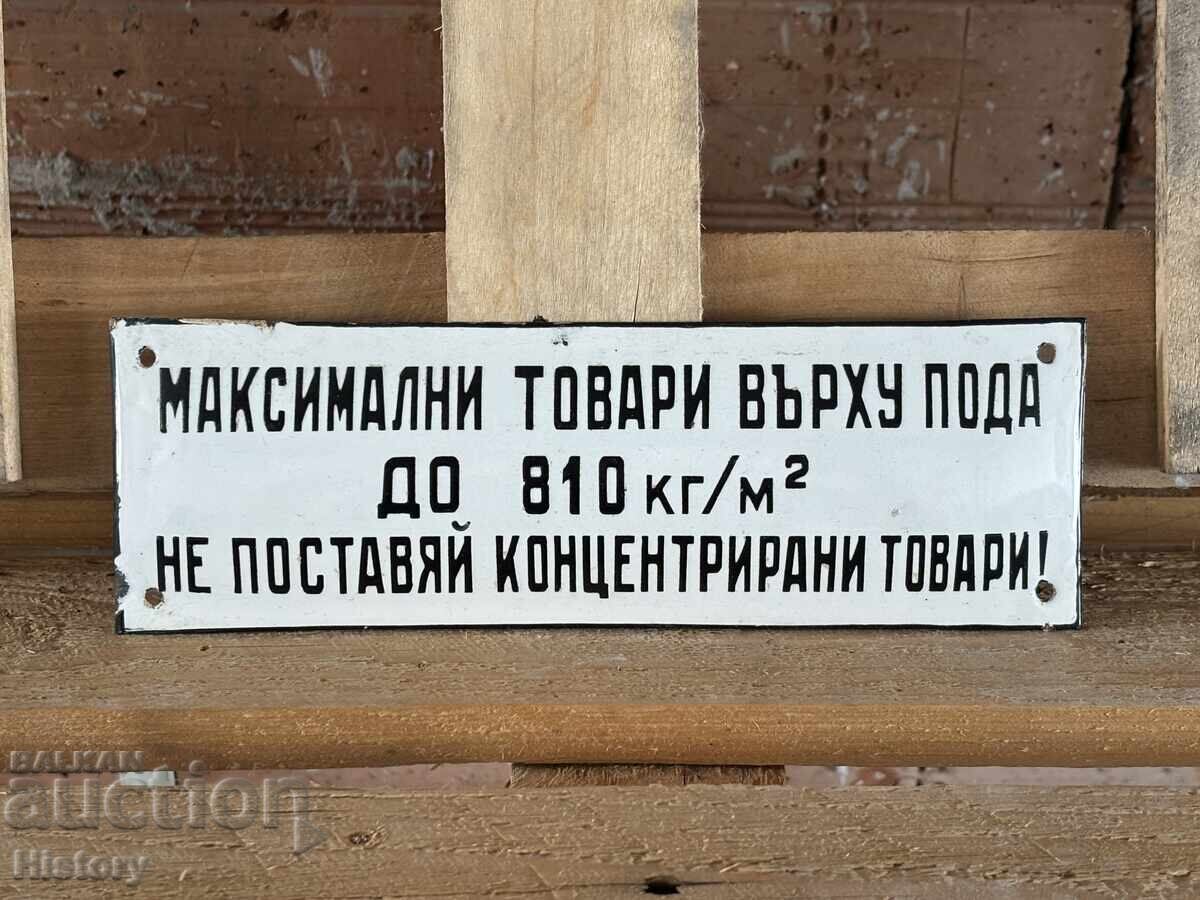 МАКСИМАЛНИ ТОВАРИ ВЪРХУ ПОДА
ДО 810 кг/м²
НЕ ПОСТАВЯЙ КОНЦЕНТРИРАНИ ТОВАРИ!
BALKAN
auction
History